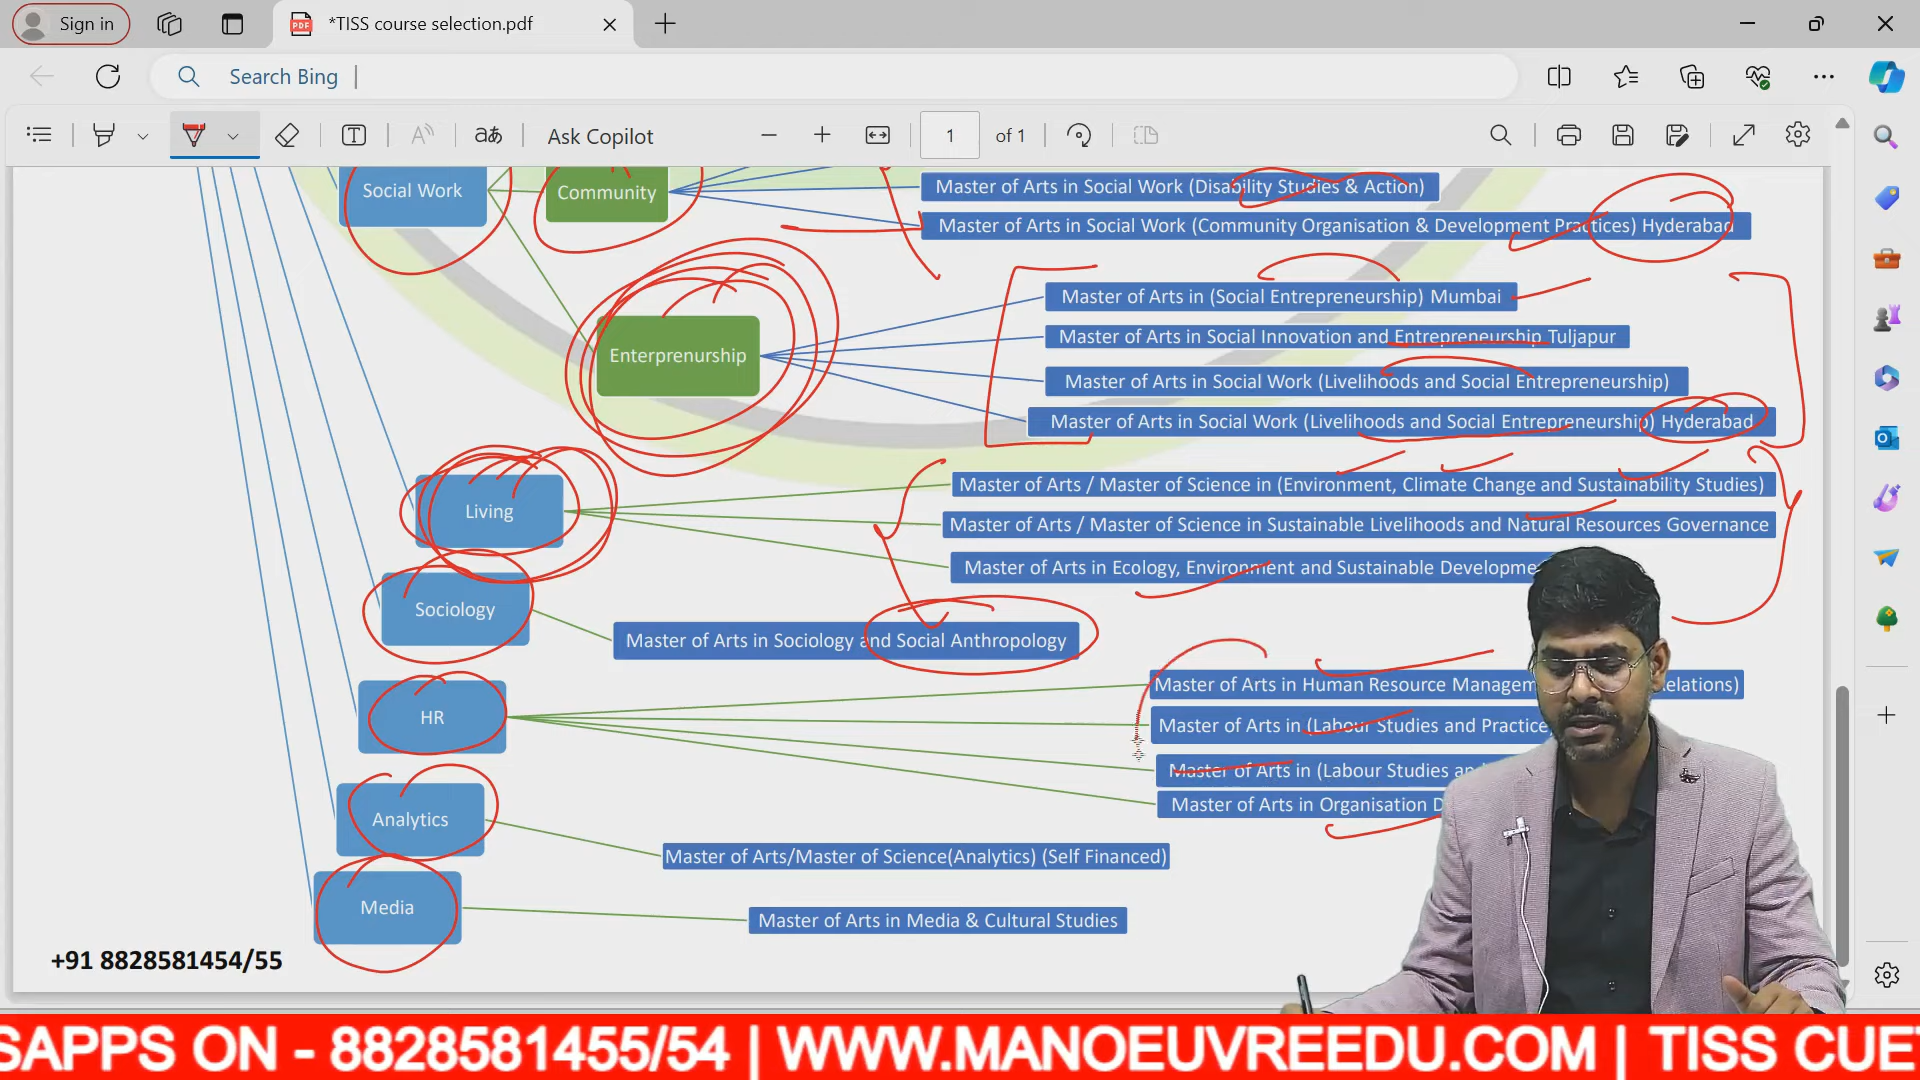 Sign in
*TISS course selection.pdf
Search Bing
Ask Copilot
1
of 1
Social Work
Community
Master of Arts in Social Work (Disability Studies & Action)
Master of Arts in Social Work (Community Organisation & Development Practices) Hyderabad
Enterprenurship
Master of Arts in (Social Entrepreneurship) Mumbai
Master of Arts in Social Innovation and Entrepreneurship Tuljapur
Master of Arts in Social Work (Livelihoods and Social Entrepreneurship)
Master of Arts in Social Work (Livelihoods and Social Entrepreneurship) Hyderabad
Living
Master of Arts / Master of Science in (Environment, Climate Change and Sustainability Studies)
Master of Arts / Master of Science in Sustainable Livelihoods and Natural Resources Governance
Master of Arts in Ecology, Environment and Sustainable
Sociology
Master of Arts in Sociology and Social Anthropology
HR
Master of Arts in Human Resource
Master of Arts in (Labour Studies and
Master of Arts in (Labour Studies
Master of Arts in Organisation
Analytics
Master of Arts/Master of Science(Analytics) (Self Financed)
Media
Master of Arts in Media & Cultural Studies
+91 8828581454/55
SAPPS ON - 8828581455/54 | WWW.MANOEUVREEDU.COM | TISS CUE